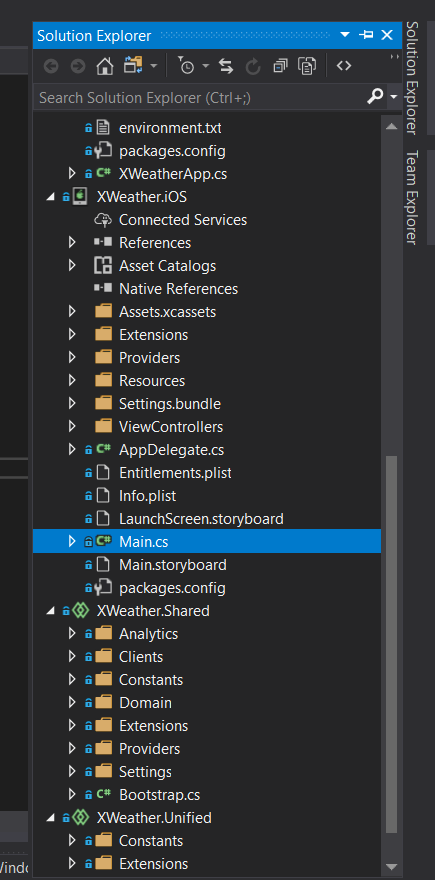 Solution Explorer
Search Solution Explorer (Ctrl+;)
environment.txt
packages.config
C# XWeatherApp.cs
XWeather.iOS
Connected Services
References
Asset Catalogs
Native References
Assets.xcassets
Extensions
Providers
Resources
Settings.bundle
ViewControllers
C# AppDelegate.cs
Entitlements.plist
Info.plist
LaunchScreen.storyboard
C# Main.cs
Main.storyboard
packages.config
XWeather.Shared
Analytics
Clients
Constants
Domain
Extensions
Providers
Settings
C# Bootstrap.cs
XWeather.Unified
Constants
Extensions
Solution Explorer
Team Explorer